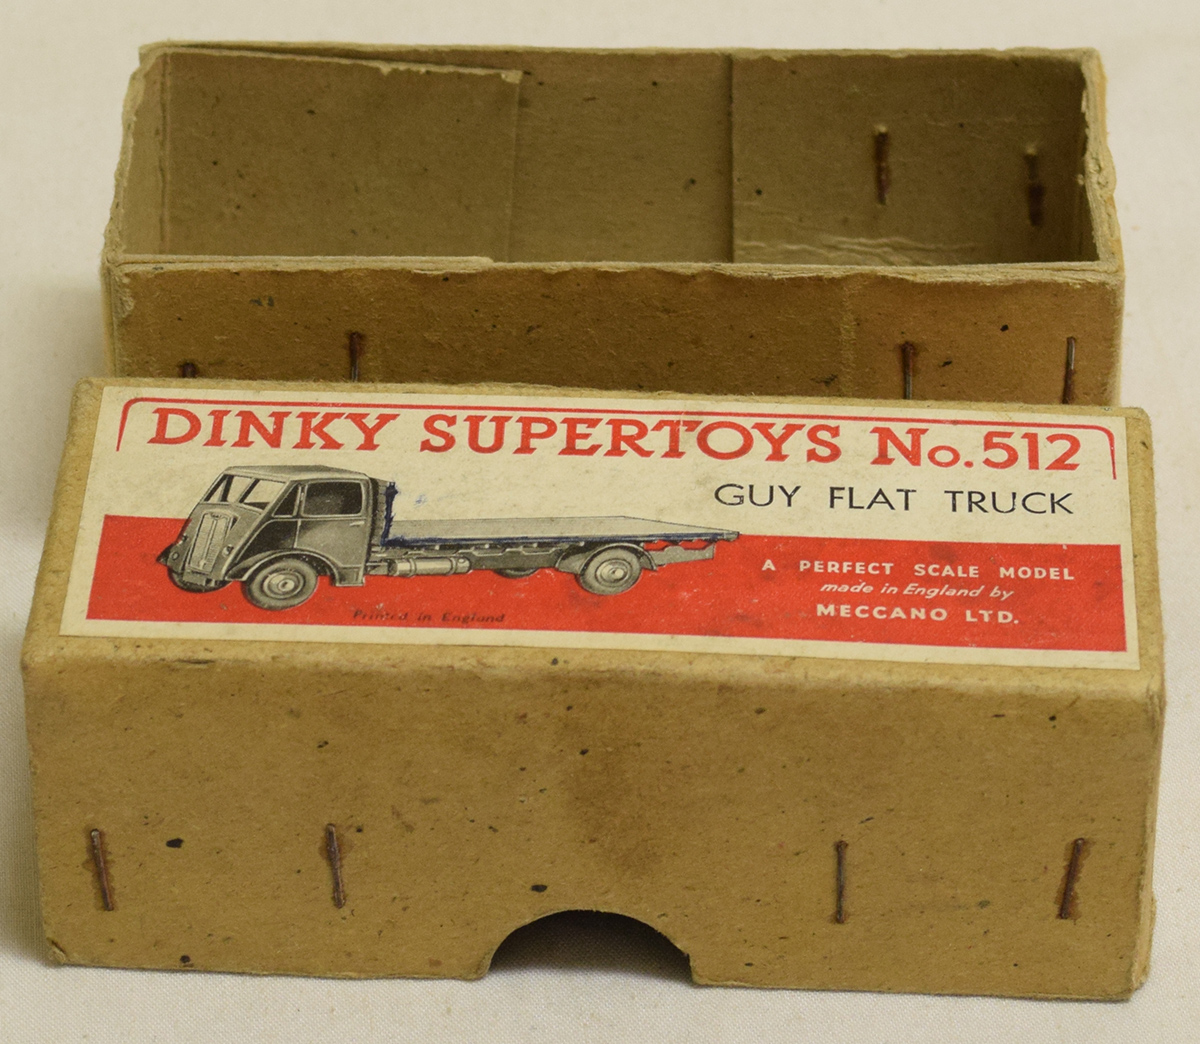 DINKY SUPERTOYS No. 512
GUY FLAT TRUCK
A PERFECT SCALE MODEL
made in England by
MECCANO LTD.
Printed in England